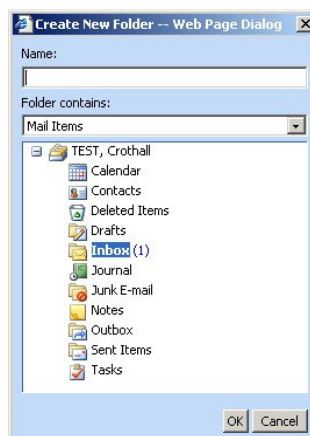 Create New Folder -- Web Page Dialog
Name:
Folder contains:
Mail Items
TEST, Crothall
Calendar
Contacts
Deleted Items
Drafts
Inbox (1)
Journal
Junk E-mail
Notes
Outbox
Sent Items
Tasks
OK Cancel